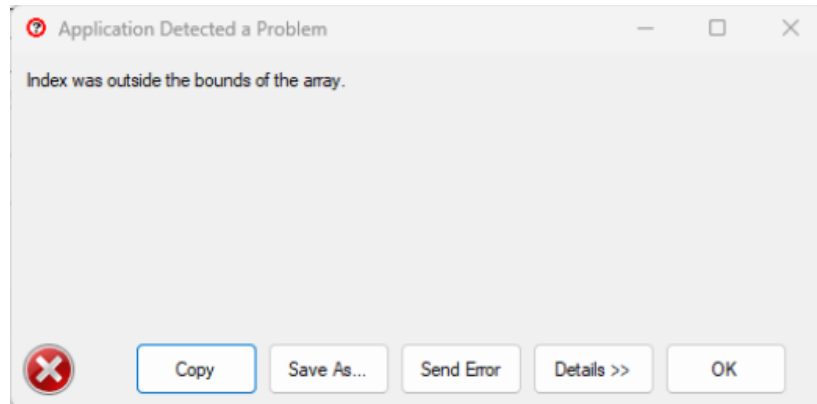 Application Detected a Problem
Index was outside the bounds of the array.
Copy
Save As...
Send Error
Details >>
OK